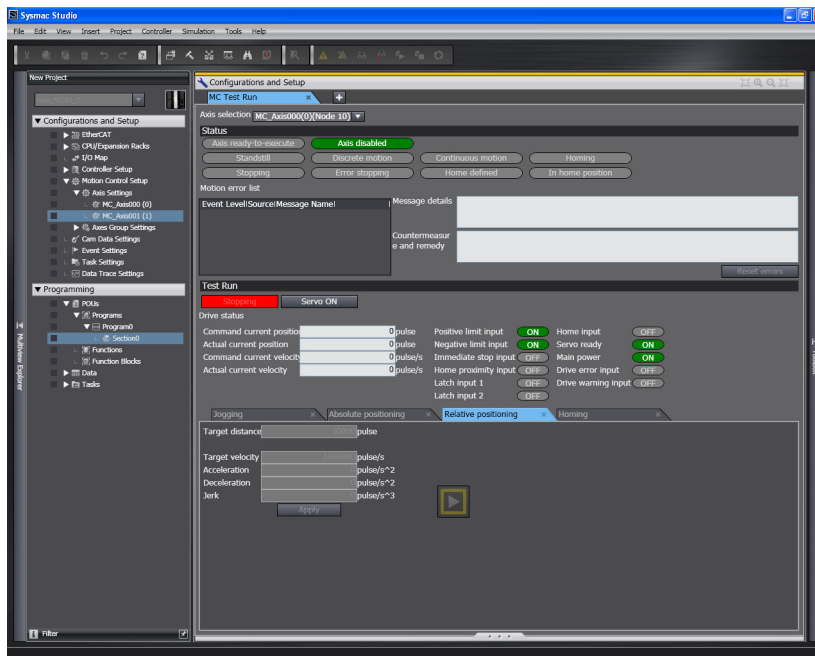 Sysmac Studio
File Edit View Insert Project Controller Simulation Tools Help
New Project
Configurations and Setup
MC Test Run
Axis selection MC_Axis000(0)(Node 10)
Status
Axis ready-to-execute Axis disabled
Standstill Discrete motion Continuous motion Homing
Stopping Error stopping Home defined In home position
Motion error list
Event Level|Source|Message Name|
Message details
Countermeasur
e and remedy
Reset errors
Test Run
Stopping Servo ON
Drive status
Command current positio 0 pulse Positive limit input ON Home input OFF
Actual current position 0 pulse Negative limit input ON Servo ready ON
Command current velocit 0 pulse/s Immediate stop input OFF Main power ON
Actual current velocity 0 pulse/s Home proximity input OFF Drive error input OFF
Latch input 1 OFF Drive warning input OFF
Latch input 2 OFF
Jogging Absolute positioning Relative positioning Homing
Target distance pulse
Target velocity pulse/s
Acceleration pulse/s^2
Deceleration pulse/s^2
Jerk pulse/s^3
Apply
Configurations and Setup
EtherCAT
CPU/Expansion Racks
I/O Map
Controller Setup
Motion Control Setup
Axis Settings
MC_Axis000 (0)
MC_Axis001 (1)
Axes Group Settings
Cam Data Settings
Event Settings
Task Settings
Data Trace Settings
Programming
POUs
Programs
Program0
Section0
Functions
Function Blocks
Data
Tasks
Filter
Multiview Explorer